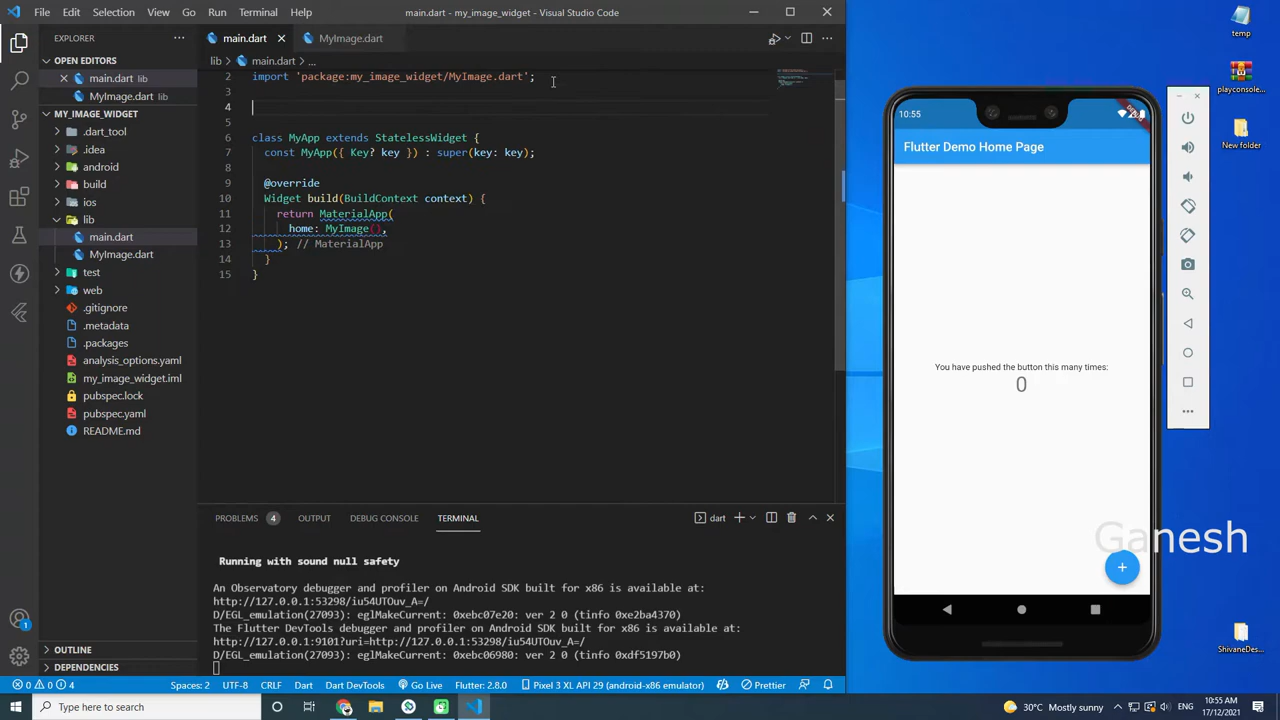 File Edit Selection View Go Run Terminal Help main.dart - my_image_widget - Visual Studio Code
EXPLORER
OPEN EDITORS
main.dart lib
MyImage.dart lib
MY_IMAGE_WIDGET
.dart_tool
.idea
android
build
ios
lib
main.dart
MyImage.dart
test
web
.gitignore
.metadata
.packages
analysis_options.yaml
my_image_widget.iml
pubspec.lock
pubspec.yaml
README.md
OUTLINE
DEPENDENCIES
main.dart MyImage.dart
lib > main.dart > ...
2 import 'package:my_image_widget/MyImage.dart';
3
4
5
6 class MyApp extends StatelessWidget {
7 const MyApp({ Key? key }) : super(key: key);
8
9 @override
10 Widget build(BuildContext context) {
11 return MaterialApp(
12 home: MyImage(),
13 ); // MaterialApp
14 }
15 }
PROBLEMS 4 OUTPUT DEBUG CONSOLE TERMINAL dart
Running with sound null safety
An Observatory debugger and profiler on Android SDK built for x86 is available at:
http://127.0.0.1:53298/iu54UTOuv_A=/
D/EGL_emulation(27093): eglMakeCurrent: 0xebc07e20: ver 2 0 (tinfo 0xe2ba4370)
The Flutter DevTools debugger and profiler on Android SDK built for x86 is available at:
http://127.0.0.1:9101?uri=http://127.0.0.1:53298/iu54UTOuv_A=/
D/EGL_emulation(27093): eglMakeCurrent: 0xebc06980: ver 2 0 (tinfo 0xdf5197b0)
0 0 4 Spaces: 2 UTF-8 CRLF Dart Dart DevTools Go Live Flutter: 2.8.0 Pixel 3 XL API 29 (android-x86 emulator) Prettier
1
10:55
Flutter Demo Home Page
You have pushed the button this many times:
0
+
Ganesh
temp
playconsole...
New folder
ShivaneDes...
Type here to search
30°C Mostly sunny
10:55 AM
17/12/2021